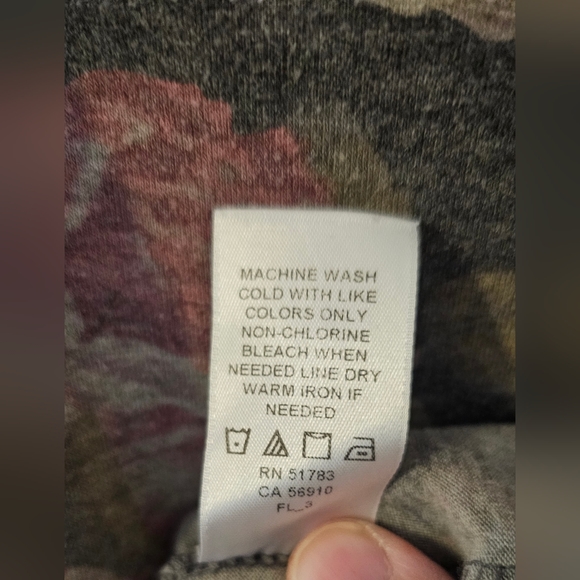 MACHINE WASH
COLD WITH LIKE
COLORS ONLY
NON-CHLORINE
BLEACH WHEN
NEEDED LINE DRY
WARM IRON IF
NEEDED
RN 51783
CA 56910